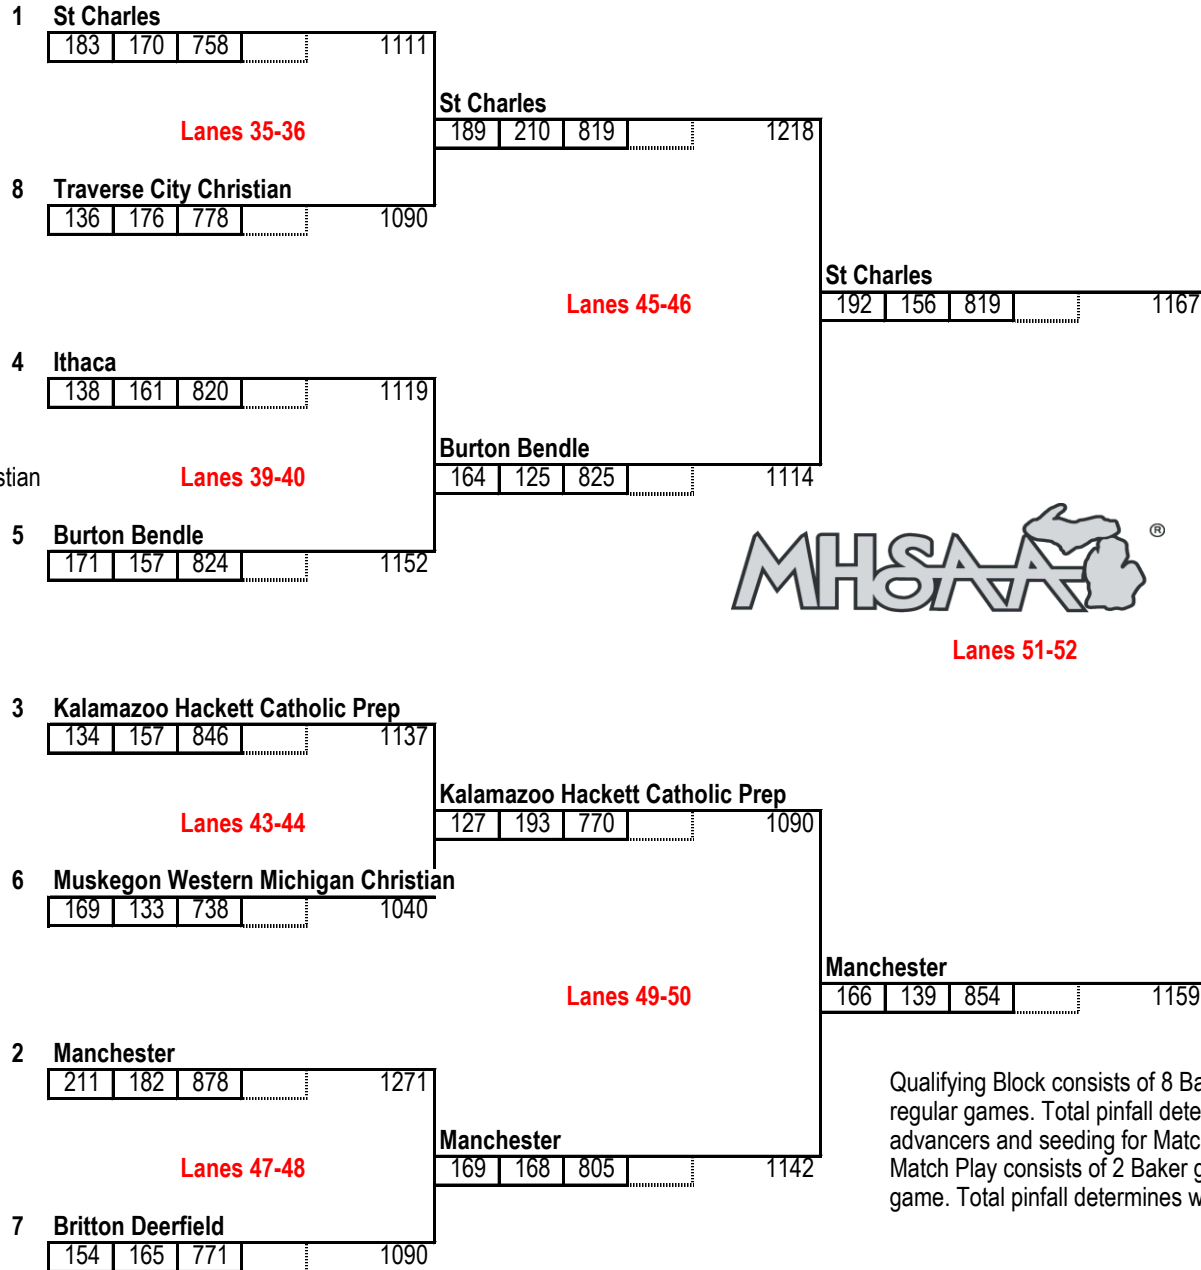 1 St Charles
183 170 758 1111
St Charles
Lanes 35-36 189 210 819 1218
8 Traverse City Christian
136 176 778 1090
St Charles
Lanes 45-46 192 156 819 1167
4 Ithaca
138 161 820 1119
Burton Bendle
stian Lanes 39-40 164 125 825 1114
5 Burton Bendle
171 157 824 1152
MHSAA ®
Lanes 51-52
3 Kalamazoo Hackett Catholic Prep
134 157 846 1137
Kalamazoo Hackett Catholic Prep
Lanes 43-44 127 193 770 1090
6 Muskegon Western Michigan Christian
169 133 738 1040
Manchester
Lanes 49-50 166 139 854 1159
2 Manchester
211 182 878 1271
Qualifying Block consists of 8 Ba
regular games. Total pinfall dete
advancers and seeding for Matc
Manchester
Lanes 47-48 169 168 805 1142
Match Play consists of 2 Baker g
game. Total pinfall determines w
7 Britton Deerfield
154 165 771 1090